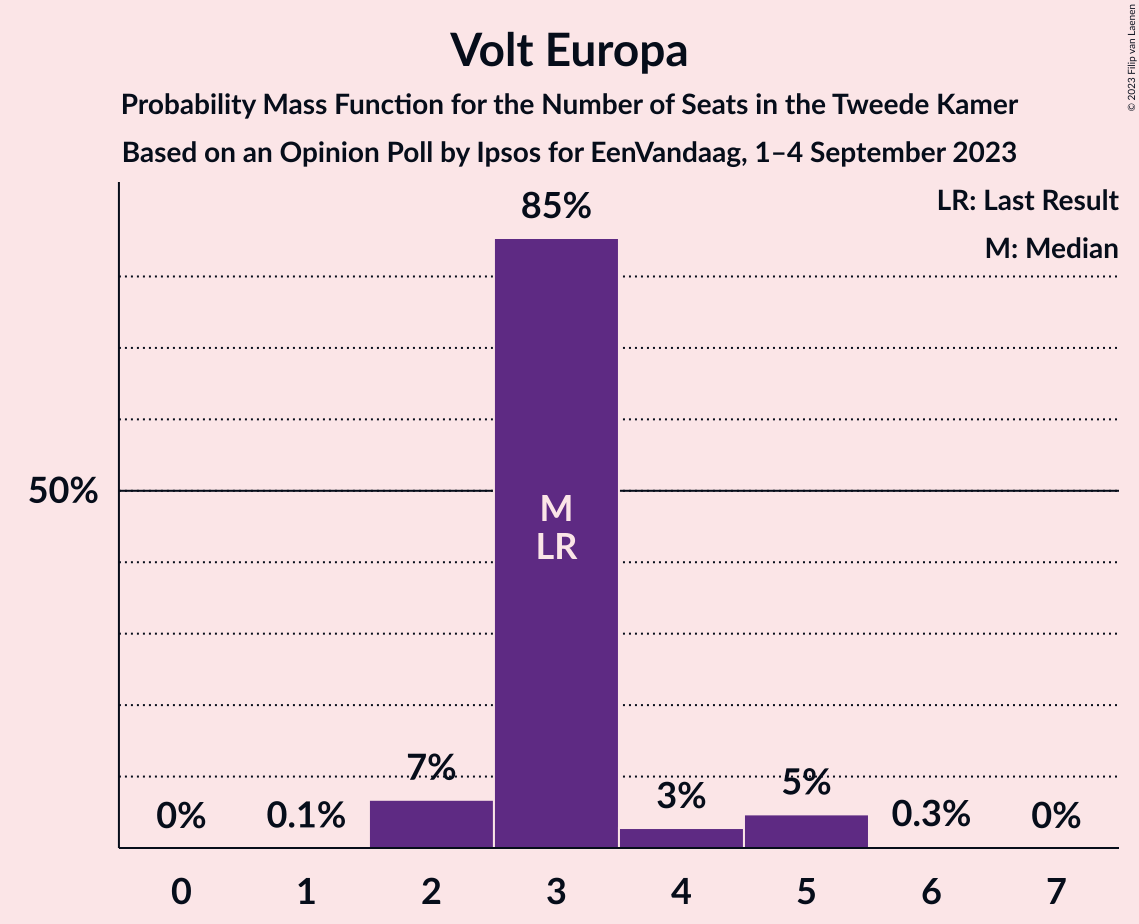 Volt Europa
Probability Mass Function for the Number of Seats in the Tweede Kamer
Based on an Opinion Poll by Ipsos for EenVandaag, 1–4 September 2023
© 2023 Filip van Laenen
LR: Last Result
M: Median
85%
50%
M
LR
7%
5%
3%
0%
0.1%
0.3%
0%
0 1 2 3 4 5 6 7